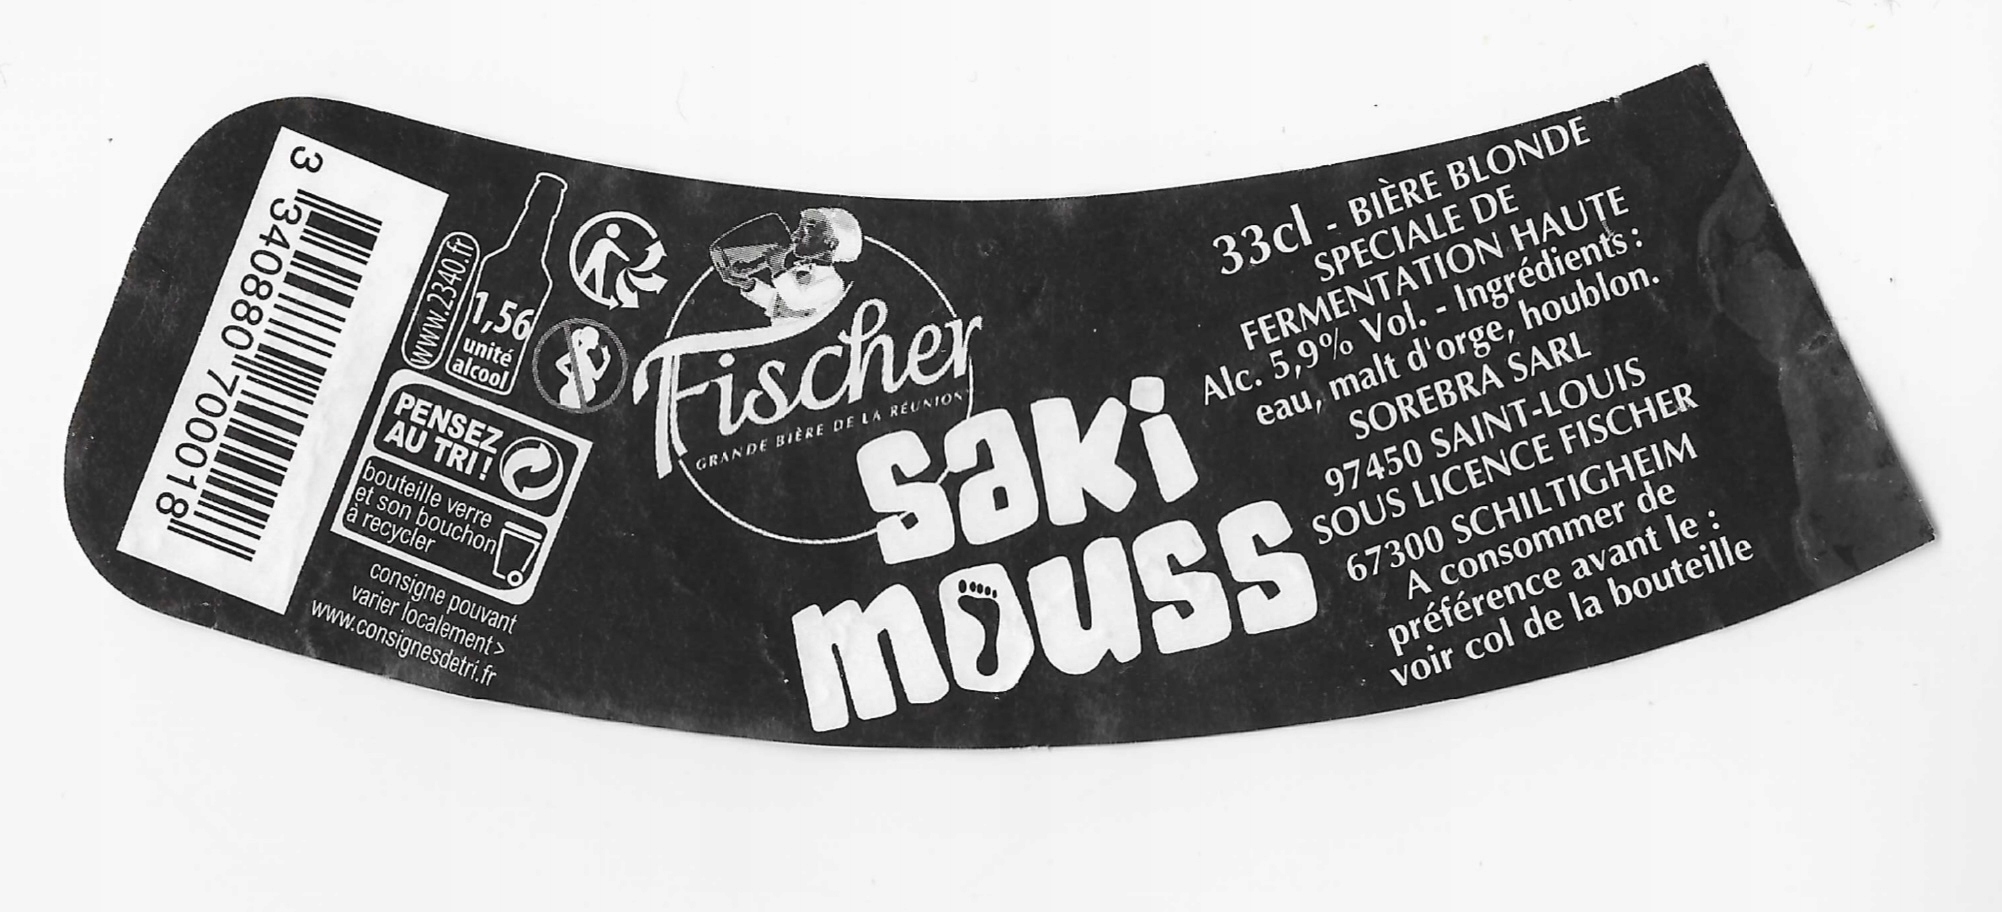 3 340880 700018
www.2340.fr
1,56
unité
alcool
PENSEZ
AU TRI !
bouteille verre
et son bouchon
à recycler
consigne pouvant
varier localement >
www.consignesdetri.fr
Fischer
GRANDE BIÈRE DE LA RÉUNION
saki
mouss
33cl - BIÈRE BLONDE
SPECIALE DE
FERMENTATION HAUTE
Alc. 5,9% Vol. - Ingrédients :
eau, malt d'orge, houblon.
SOREBRA SARL
97450 SAINT-LOUIS
SOUS LICENCE FISCHER
67300 SCHILTIGHEIM
A consommer de
préférence avant le :
voir col de la bouteille